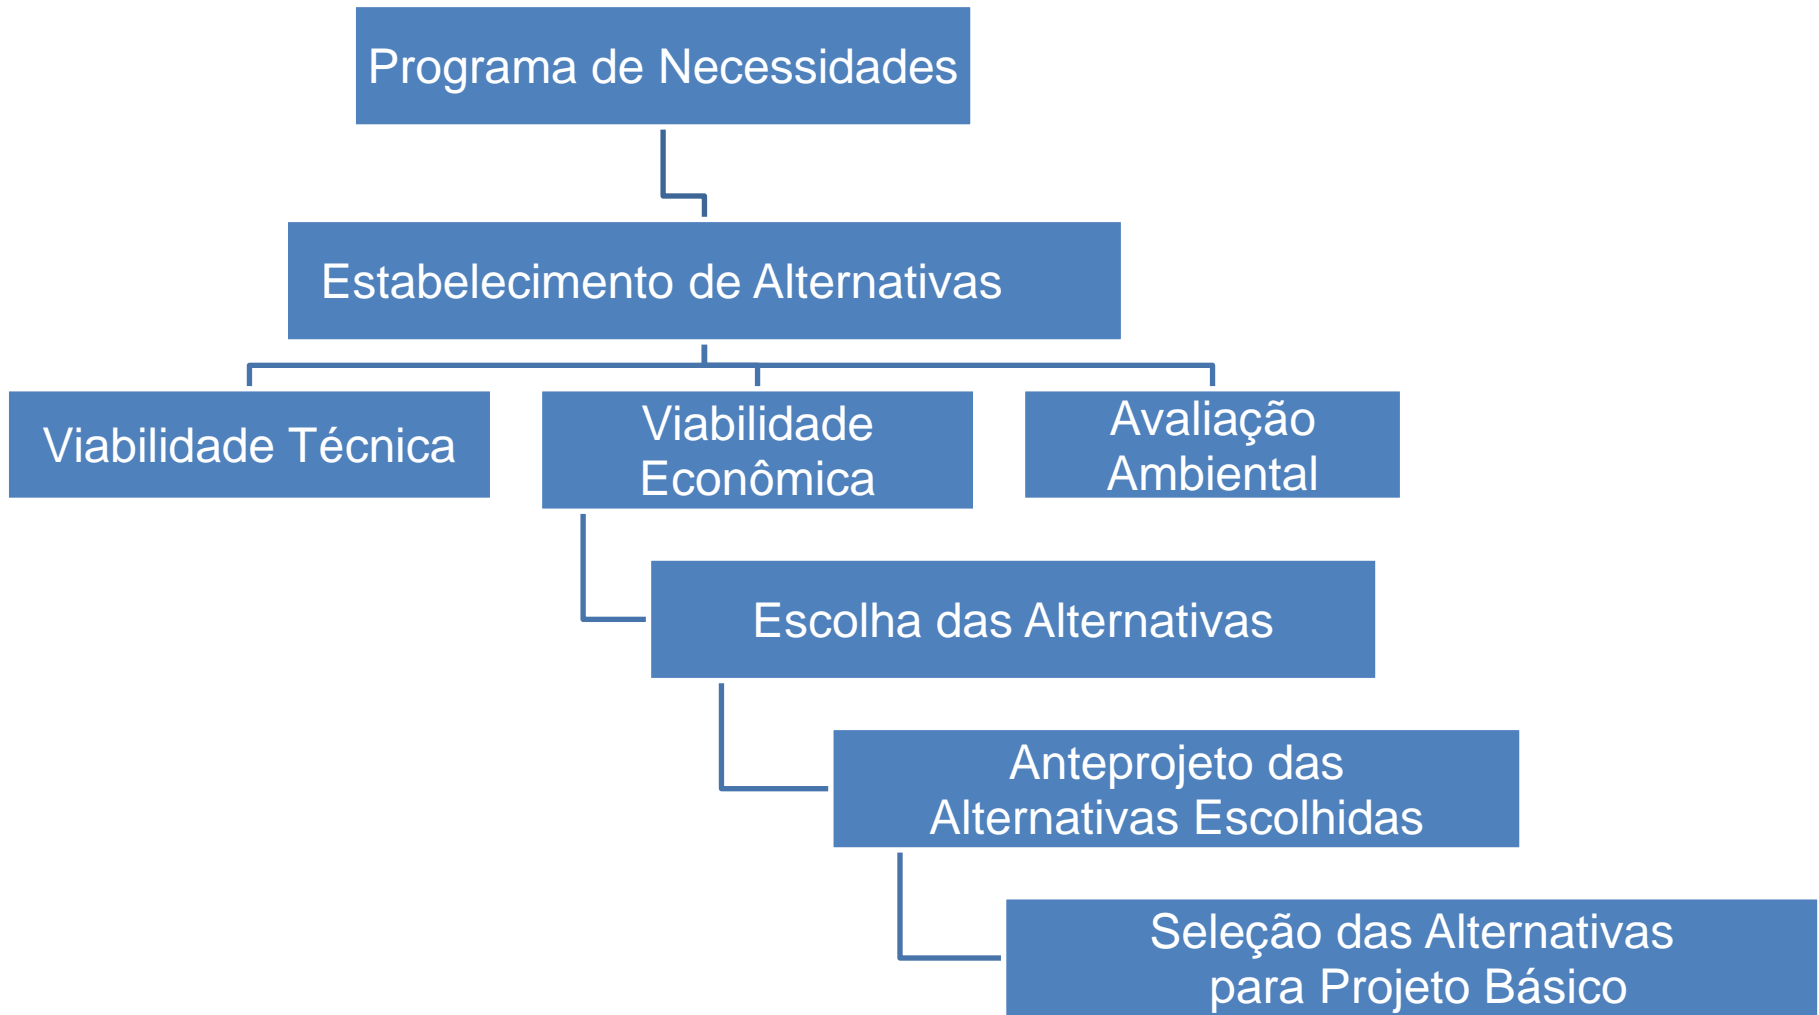 Programa de Necessidades
Estabelecimento de Alternativas
Viabilidade Técnica
Viabilidade
Econômica
Avaliação
Ambiental
Escolha das Alternativas
Anteprojeto das
Alternativas Escolhidas
Seleção das Alternativas
para Projeto Básico